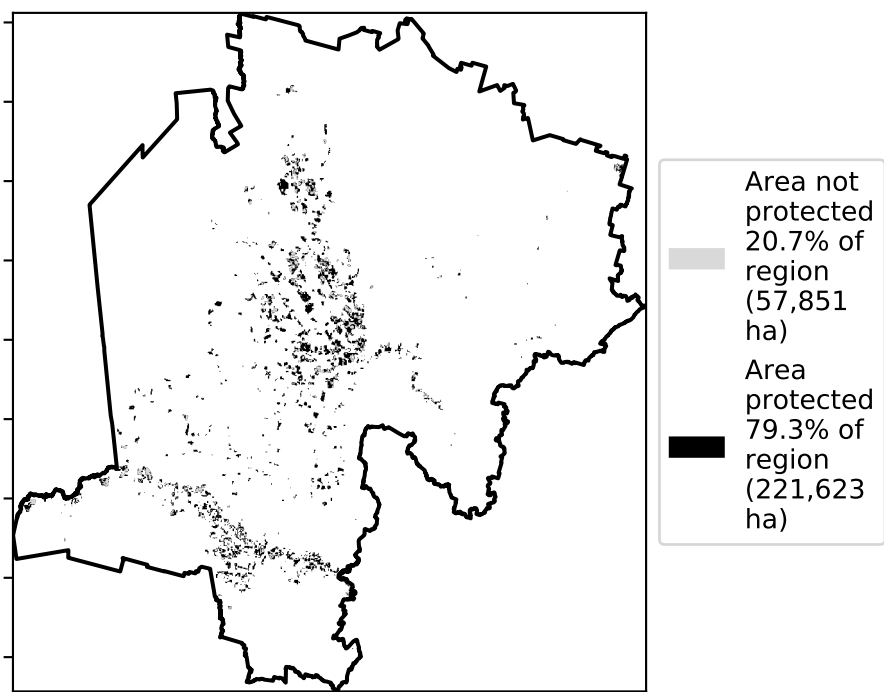 Area not
protected
20.7% of
region
(57,851
ha)
Area
protected
79.3% of
region
(221,623
ha)